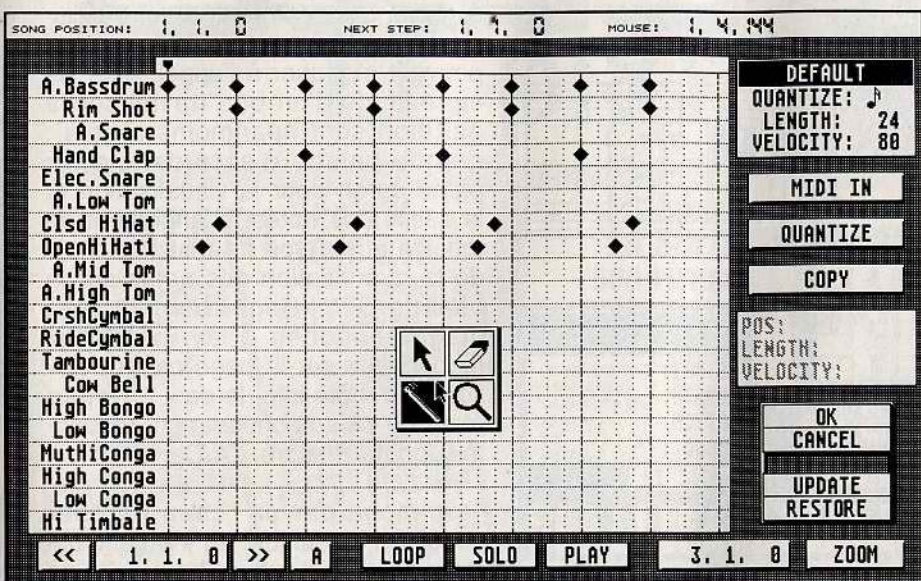 SONG POSITION: 1. 1. 0 NEXT STEP: 1. 1. 0 MOUSE: 1. 4. 144
A.Bassdrum
Rim Shot
A.Snare
Hand Clap
Elec.Snare
A.Low Tom
Clsd HiHat
OpenHiHat1
A.Mid Tom
A.High Tom
CrshCymbal
RideCymbal
Tambourine
Cow Bell
High Bongo
Low Bongo
MutHiConga
High Conga
Low Conga
Hi Timbale
DEFAULT
QUANTIZE:
LENGTH: 24
VELOCITY: 80
MIDI IN
QUANTIZE
COPY
POS:
LENGTH:
VELOCITY:
OK
CANCEL
UPDATE
RESTORE
<< 1. 1. 0 >> A LOOP SOLO PLAY 3. 1. 0 ZOOM